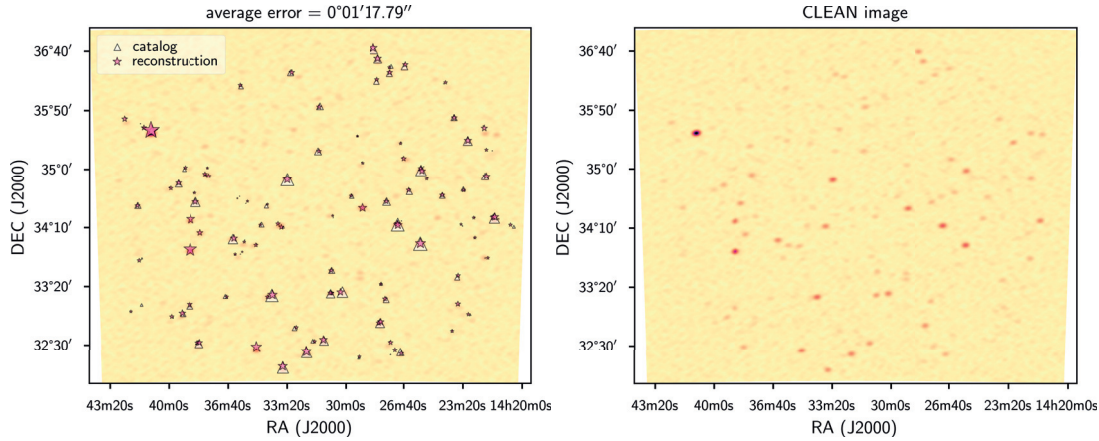 average error = 0°01′17.79″
CLEAN image
catalog
reconstruction
36°40′
35°50′
35°0′
34°10′
33°20′
32°30′
DEC (J2000)
43m20s 40m0s 36m40s 33m20s 30m0s 26m40s 23m20s 14h20m0s
RA (J2000)
36°40′
35°50′
35°0′
34°10′
33°20′
32°30′
DEC (J2000)
43m20s 40m0s 36m40s 33m20s 30m0s 26m40s 23m20s 14h20m0s
RA (J2000)